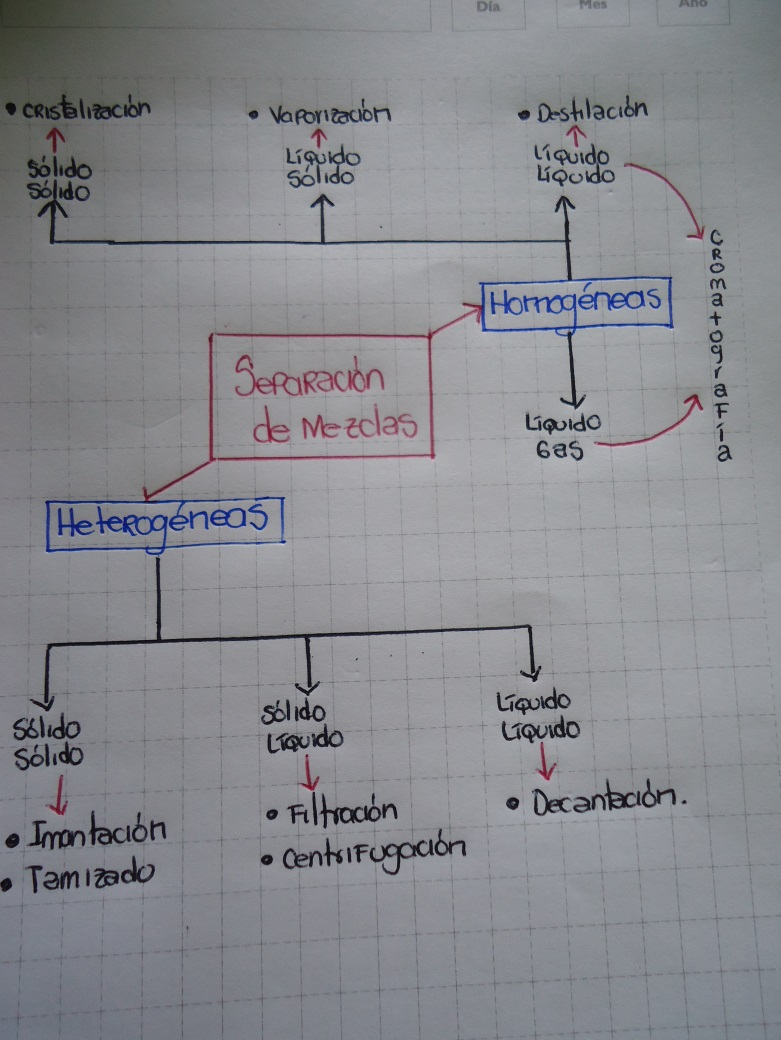 Día Mes Año
• Cristalización
• Vaporización
• Destilación
Sólido
Sólido
Líquido
Sólido
Líquido
Líquido
Cromatografía
Homogéneas
Separación
de Mezclas
Líquido
Gas
Heterogéneas
Sólido
Sólido
Sólido
Líquido
Líquido
Líquido
• Imantación
• Tamizado
• Filtración
• Centrifugación
• Decantación.